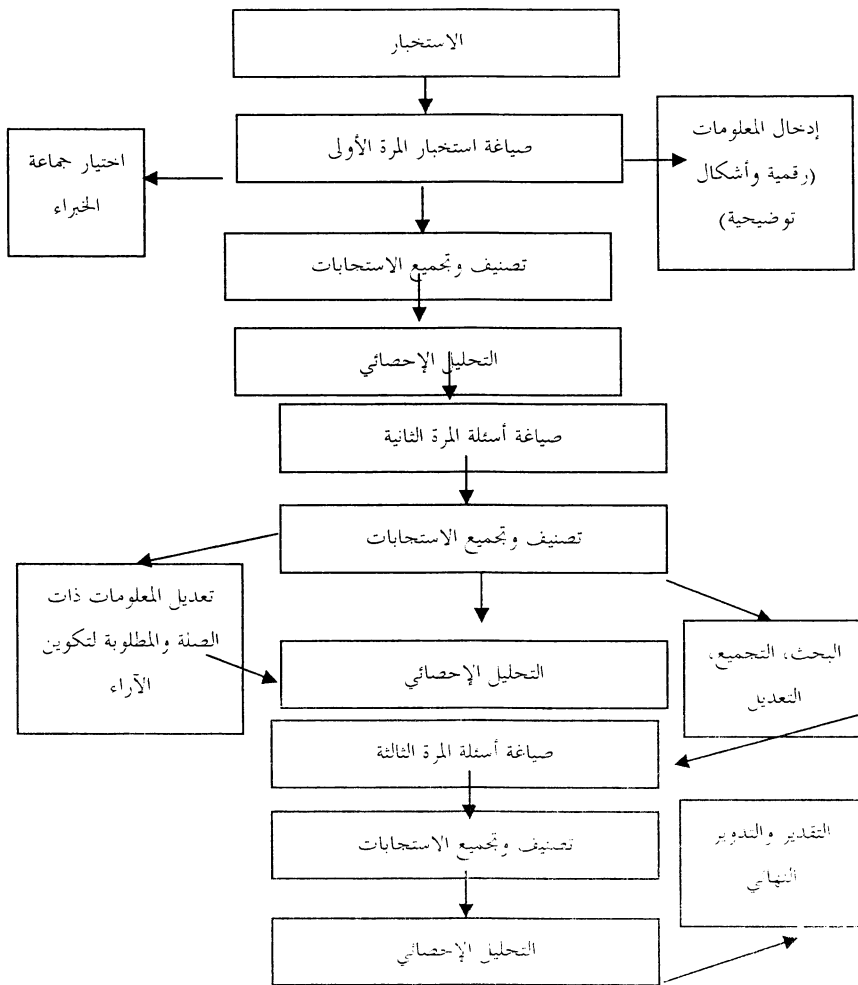 الاستخبار
صياغة استخبار المرة الأولى
إدخال المعلومات
(رقمية وأشكال
توضيحية)
اختيار جماعة
الخبراء
تصنيف وتجميع الاستجابات
التحليل الإحصائي
صياغة أسئلة المرة الثانية
تصنيف وتجميع الاستجابات
تعديل المعلومات ذات
الصلة والمطلوبة لتكوين
الآراء
البحث، التجميع،
التعديل
التحليل الإحصائي
صياغة أسئلة المرة الثالثة
تصنيف وتجميع الاستجابات
التقدير والتدوير
النهائي
التحليل الإحصائي